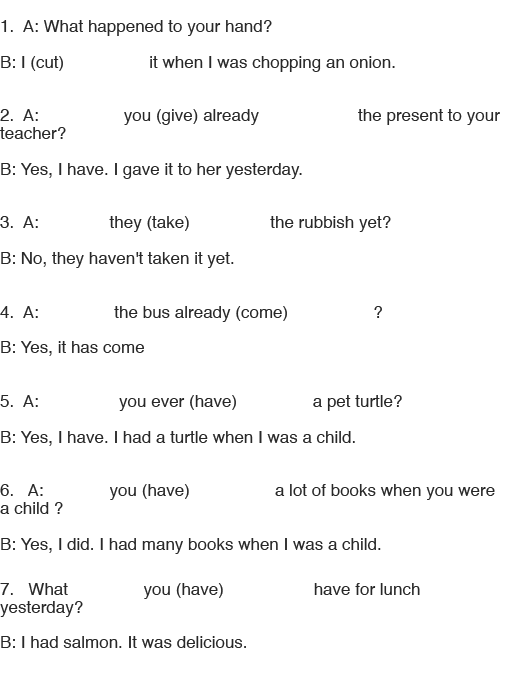 1. A: What happened to your hand?
B: I (cut) it when I was chopping an onion.
2. A: you (give) already the present to your
teacher?
B: Yes, I have. I gave it to her yesterday.
3. A: they (take) the rubbish yet?
B: No, they haven't taken it yet.
4. A: the bus already (come) ?
B: Yes, it has come
5. A: you ever (have) a pet turtle?
B: Yes, I have. I had a turtle when I was a child.
6. A: you (have) a lot of books when you were
a child ?
B: Yes, I did. I had many books when I was a child.
7. What you (have) have for lunch
yesterday?
B: I had salmon. It was delicious.